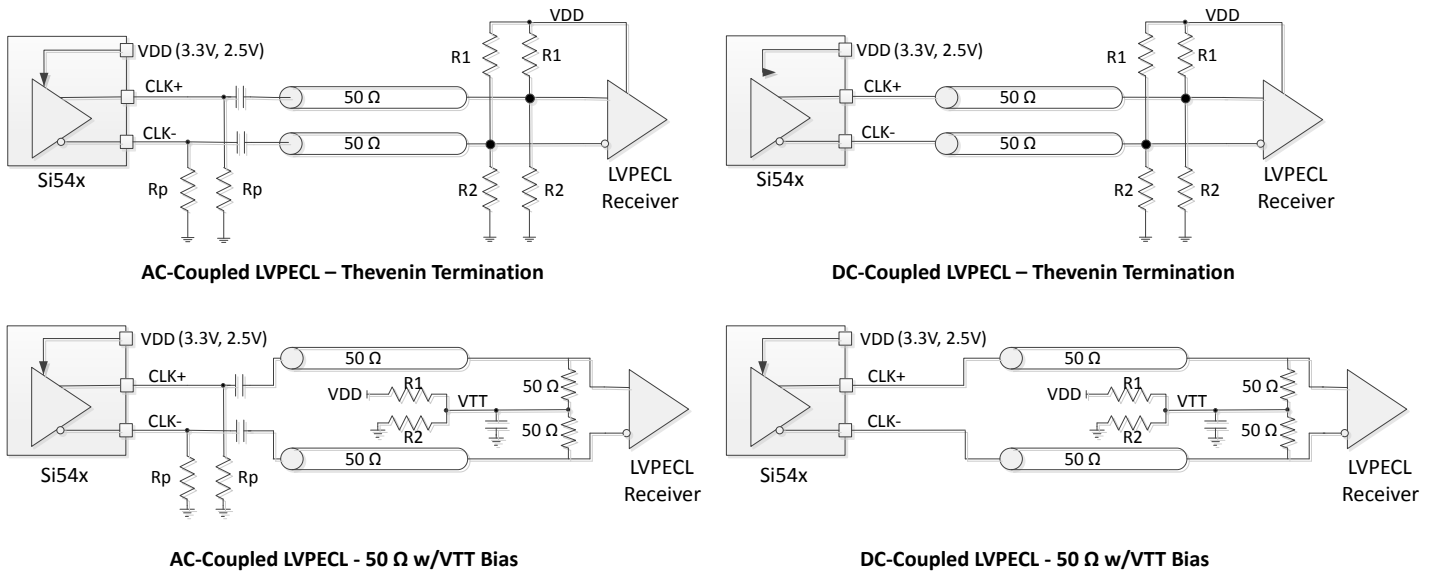 VDD
R1
R1
VDD (3.3V, 2.5V)
CLK+
50 Ω
CLK-
50 Ω
Si54x
Rp
Rp
R2
R2
LVPECL
Receiver
AC-Coupled LVPECL – Thevenin Termination
VDD
R1
R1
VDD (3.3V, 2.5V)
CLK+
50 Ω
CLK-
50 Ω
Si54x
R2
R2
LVPECL
Receiver
DC-Coupled LVPECL – Thevenin Termination
VDD (3.3V, 2.5V)
50 Ω
CLK+
VDD
R1
VTT
R2
50 Ω
50 Ω
CLK-
50 Ω
Si54x
Rp
Rp
LVPECL
Receiver
AC-Coupled LVPECL - 50 Ω w/VTT Bias
VDD (3.3V, 2.5V)
50 Ω
CLK+
VDD
R1
VTT
R2
50 Ω
50 Ω
CLK-
50 Ω
Si54x
LVPECL
Receiver
DC-Coupled LVPECL - 50 Ω w/VTT Bias